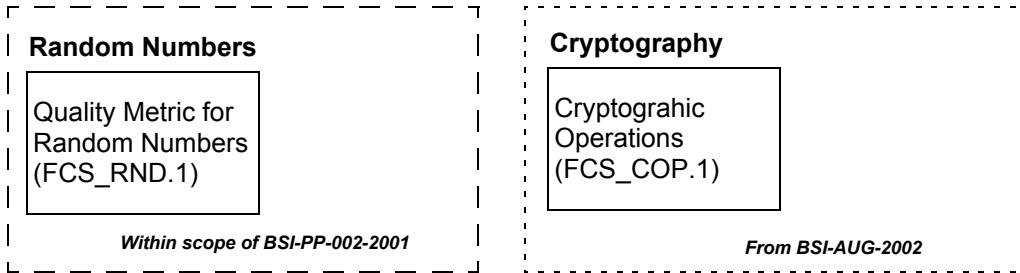 Random Numbers
Quality Metric for
Random Numbers
(FCS_RND.1)
Within scope of BSI-PP-002-2001
Cryptography
Cryptograhic
Operations
(FCS_COP.1)
From BSI-AUG-2002